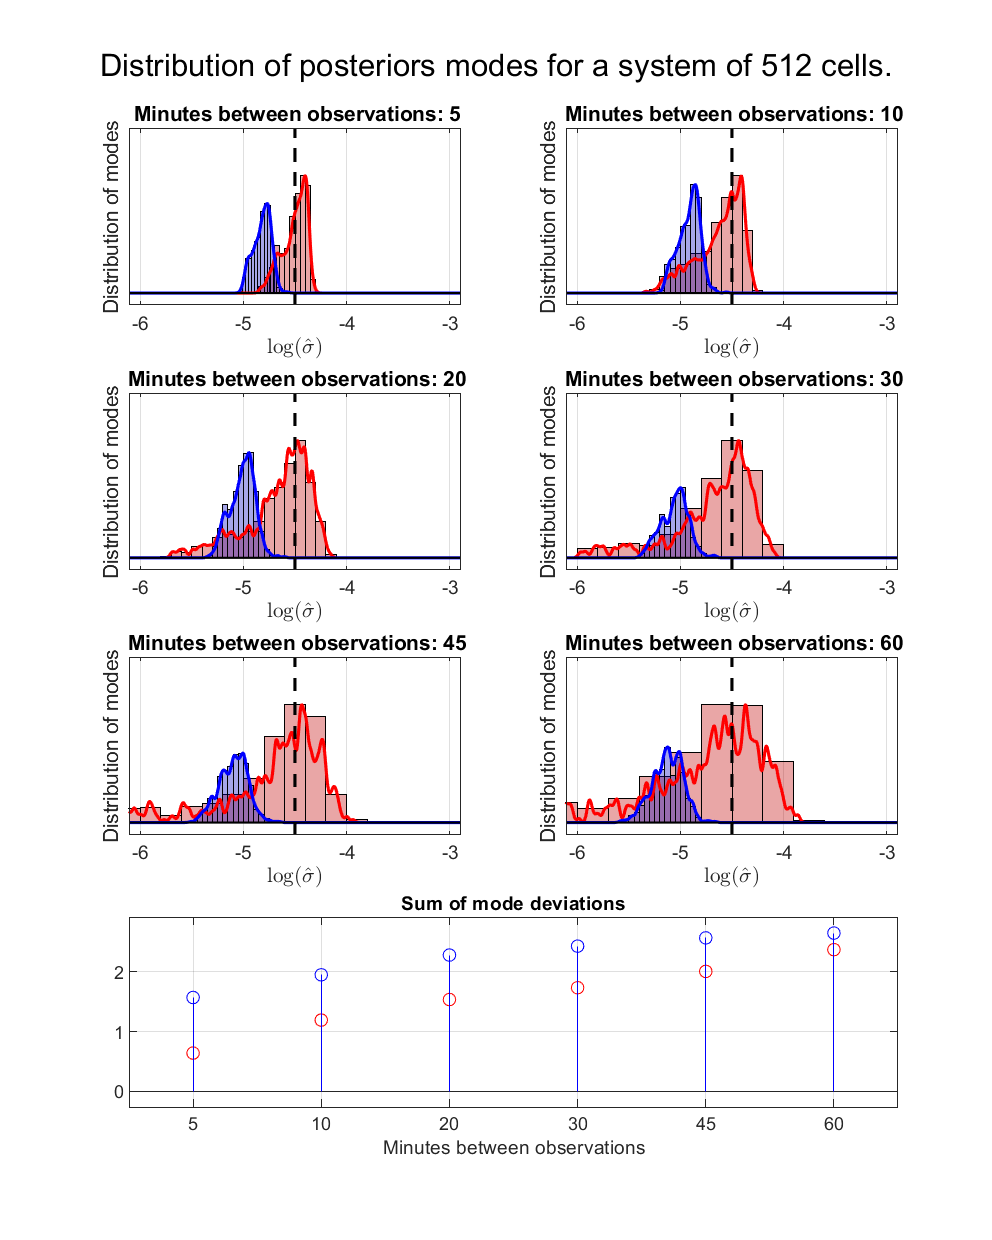 Distribution of posteriors modes for a system of 512 cells.
Minutes between observations: 5
Distribution of modes
-6 -5 -4 -3
log(σ̂)
Minutes between observations: 10
Distribution of modes
-6 -5 -4 -3
log(σ̂)
Minutes between observations: 20
Distribution of modes
-6 -5 -4 -3
log(σ̂)
Minutes between observations: 30
Distribution of modes
-6 -5 -4 -3
log(σ̂)
Minutes between observations: 45
Distribution of modes
-6 -5 -4 -3
log(σ̂)
Minutes between observations: 60
Distribution of modes
-6 -5 -4 -3
log(σ̂)
Sum of mode deviations
2
1
0
5 10 20 30 45 60
Minutes between observations